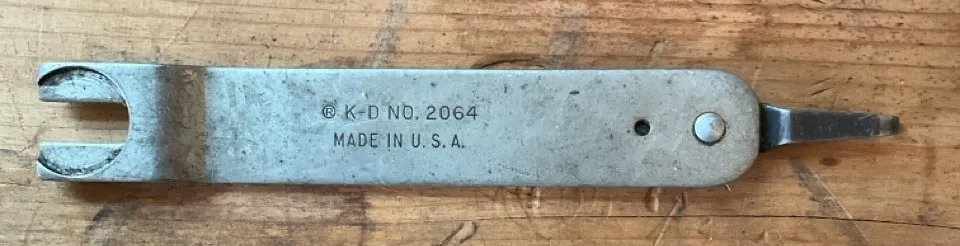 ® K-D NO. 2064
MADE IN U. S. A.